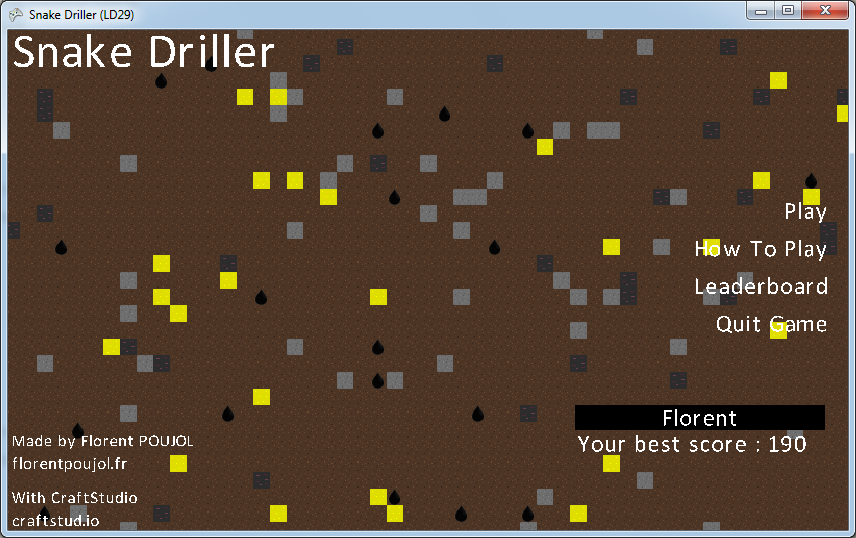 Snake Driller (LD29)
Snake Driller
Play
How To Play
Leaderboard
Quit Game
Florent
Your best score : 190
Made by Florent POUJOL
florentpoujol.fr
With CraftStudio
craftstud.io